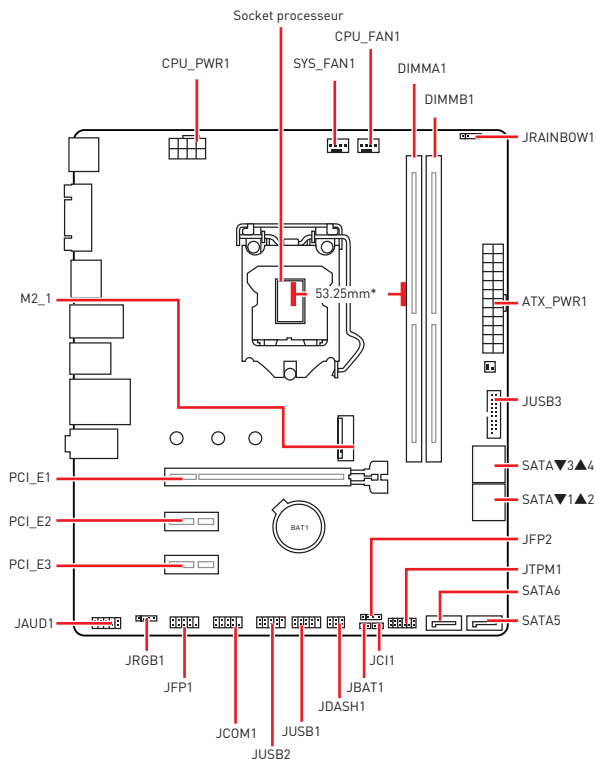 Socket processeur
CPU_FAN1
CPU_PWR1
SYS_FAN1
DIMMA1
DIMMB1
JRAINBOW1
M2_1
53.25mm*
ATX_PWR1
JUSB3
SATA▼3▲4
PCI_E1
SATA▼1▲2
PCI_E2
BAT1
JFP2
PCI_E3
JTPM1
SATA6
JAUD1
SATA5
JRGB1
JCI1
JFP1
JBAT1
JDASH1
JCOM1
JUSB1
JUSB2